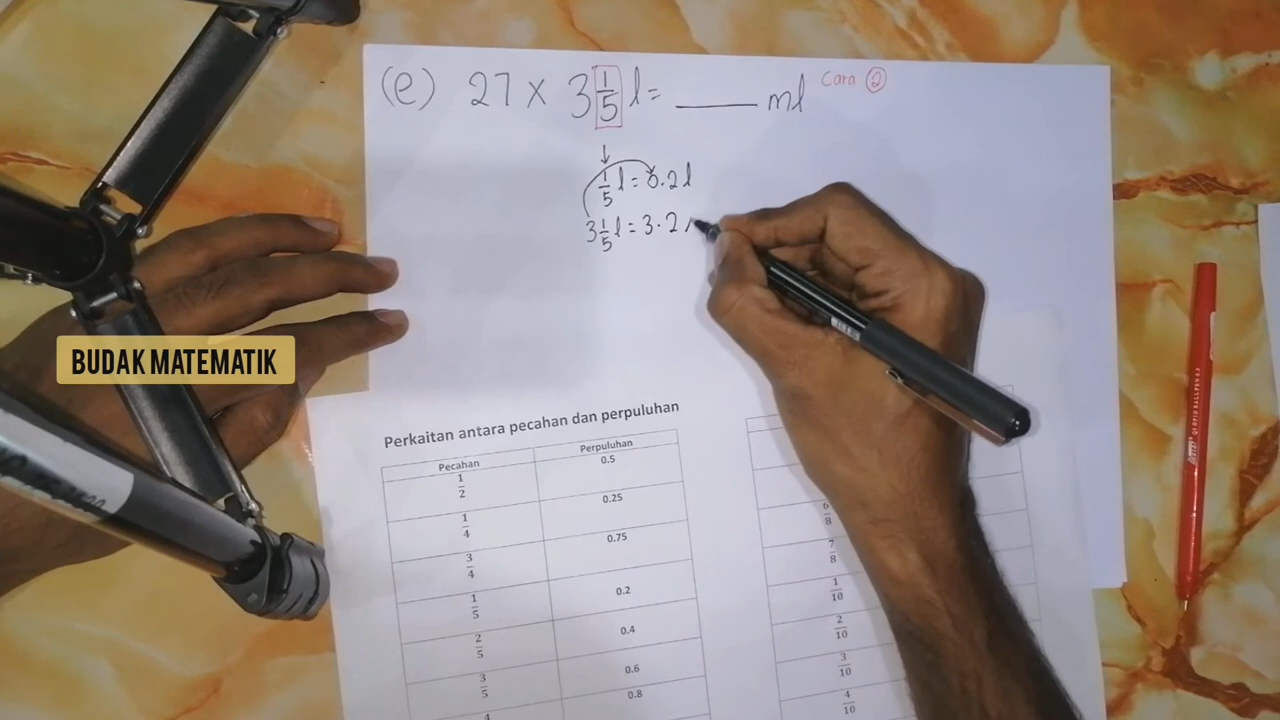 (e) 27 x 3 1/5 l = ____ ml
Cara ②
↓
1/5 l = 0.2 l
3 1/5 l = 3.2
BUDAK MATEMATIK
Perkaitan antara pecahan dan perpuluhan
Pecahan Perpuluhan
1/2 0.5
1/4 0.25
3/4 0.75
1/5 0.2
2/5 0.4
3/5 0.6
4 0.8
6/8
7/8
1/10
2/10
3/10
4/10